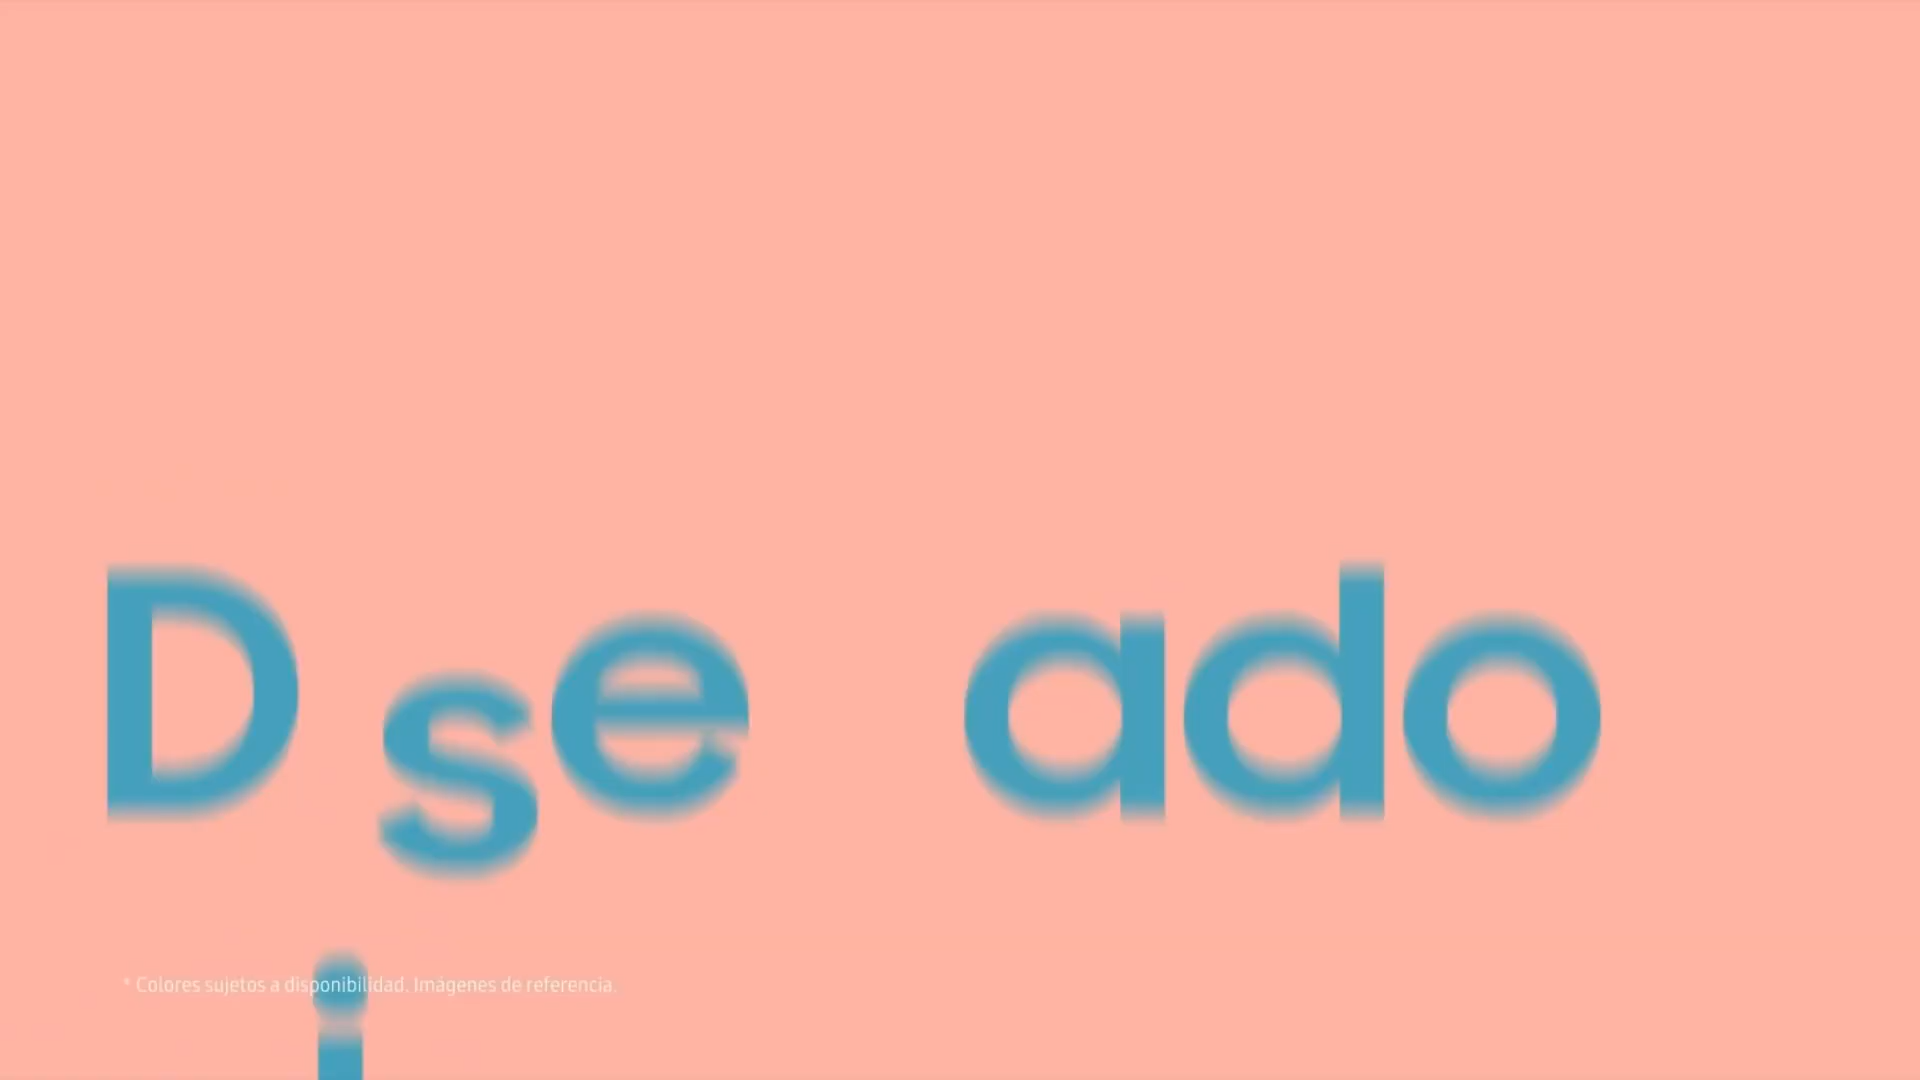 D se ado
i
* Colores sujetos a disponibilidad. Imágenes de referencia.